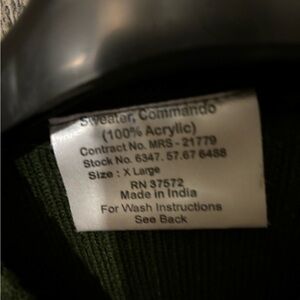 Sweater, Commando
(100% Acrylic)
Contract No. MRS - 21779
Stock No. 6347. 57.67 6488
Size : X Large
RN 37572
Made in India
For Wash Instructions
See Back